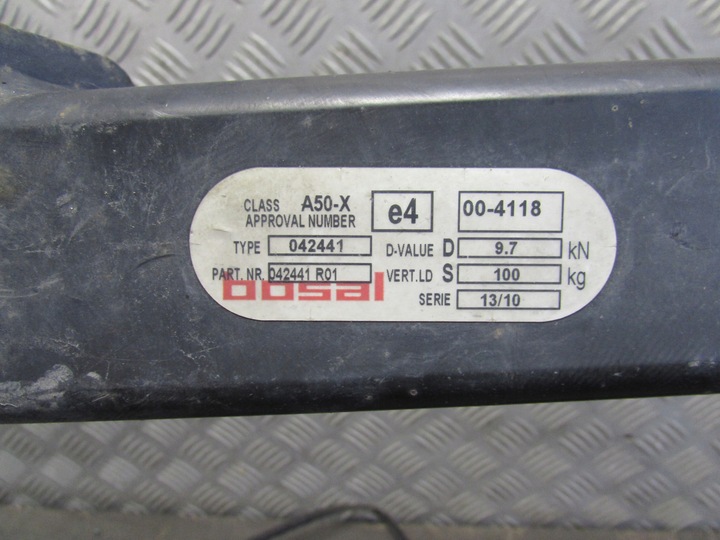 CLASS A50-X e4 00-4118
APPROVAL NUMBER
TYPE 042441 D-VALUE D 9.7 kN
PART. NR. 042441 R01 VERT.LD S 100 kg
bosal
SERIE 13/10